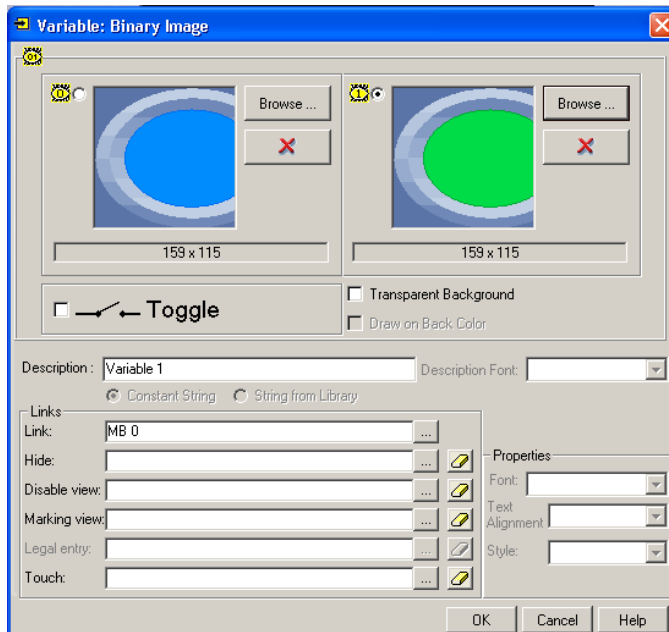 Variable: Binary Image
01
0
Browse ...
1
Browse ...
159 x 115
159 x 115
Toggle
Transparent Background
Draw on Back Color
Description :
Variable 1
Description Font:
Constant String
String from Library
Links
Link:
MB 0
...
Hide:
...
Disable view:
...
Marking view:
...
Legal entry:
...
Touch:
...
Properties
Font:
Text
Alignment
Style:
OK
Cancel
Help